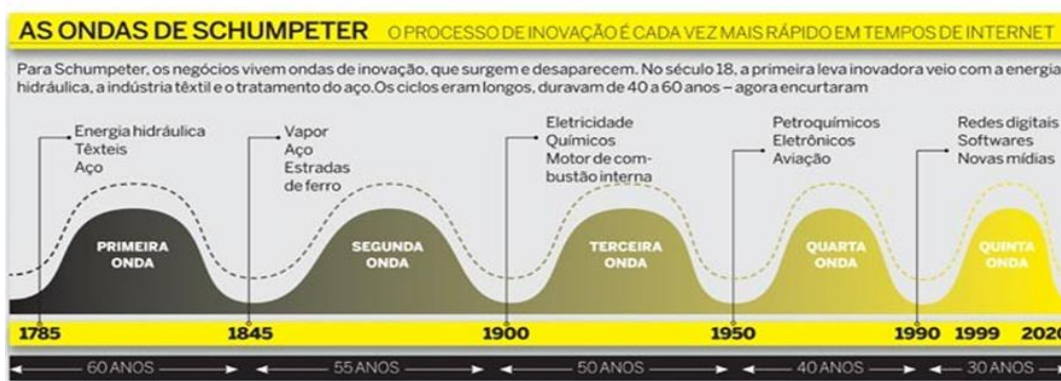 AS ONDAS DE SCHUMPETER O PROCESSO DE INOVAÇÃO É CADA VEZ MAIS RÁPIDO EM TEMPOS DE INTERNET
Para Schumpeter, os negócios vivem ondas de inovação, que surgem e desaparecem. No século 18, a primeira leva inovadora veio com a energia
hidráulica, a indústria têxtil e o tratamento do aço.Os ciclos eram longos, duravam de 40 a 60 anos – agora encurtaram
Energia hidráulica
Têxteis
Aço
Vapor
Aço
Estradas
de ferro
Eletricidade
Químicos
Motor de com-
bustão interna
Petroquímicos
Eletrônicos
Aviação
Redes digitais
Softwares
Novas mídias
PRIMEIRA
ONDA
SEGUNDA
ONDA
TERCEIRA
ONDA
QUARTA
ONDA
QUINTA
ONDA
1785 1845 1900 1950 1990 1999 2020
60 ANOS 55 ANOS 50 ANOS 40 ANOS 30 ANOS